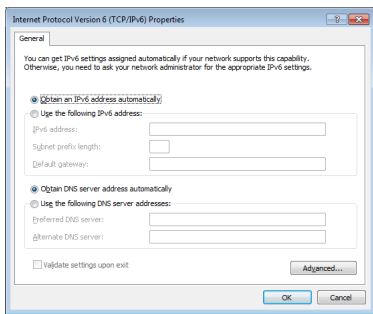 Internet Protocol Version 6 (TCP/IPv6) Properties
General
You can get IPv6 settings assigned automatically if your network supports this capability.
Otherwise, you need to ask your network administrator for the appropriate IPv6 settings.
Obtain an IPv6 address automatically
Use the following IPv6 address:
IPv6 address:
Subnet prefix length:
Default gateway:
Obtain DNS server address automatically
Use the following DNS server addresses:
Preferred DNS server:
Alternate DNS server:
Validate settings upon exit
Advanced...
OK Cancel